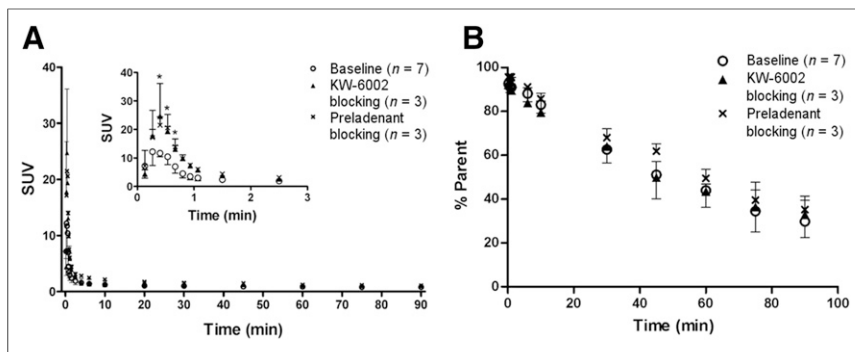 A
SUV
40
30
20
10
0
0
10
20
30
40
50
60
70
80
90
Time (min)
SUV
40
30
20
10
0
0
1
2
3
Time (min)
* * *
Baseline (n = 7)
KW-6002
blocking (n = 3)
Preladenant
blocking (n = 3)
B
% Parent
100
80
60
40
20
0
0
20
40
60
80
100
Time (min)
Baseline (n = 7)
KW-6002
blocking (n = 3)
Preladenant
blocking (n = 3)